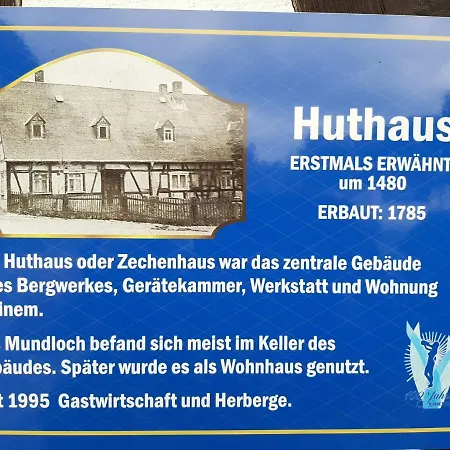 Huthaus
ERSTMALS ERWÄHNT
um 1480
ERBAUT: 1785
Huthaus oder Zechenhaus war das zentrale Gebäude
es Bergwerkes, Gerätekammer, Werkstatt und Wohnung
einem.
Mundloch befand sich meist im Keller des
bäudes. Später wurde es als Wohnhaus genutzt.
t 1995 Gastwirtschaft und Herberge.